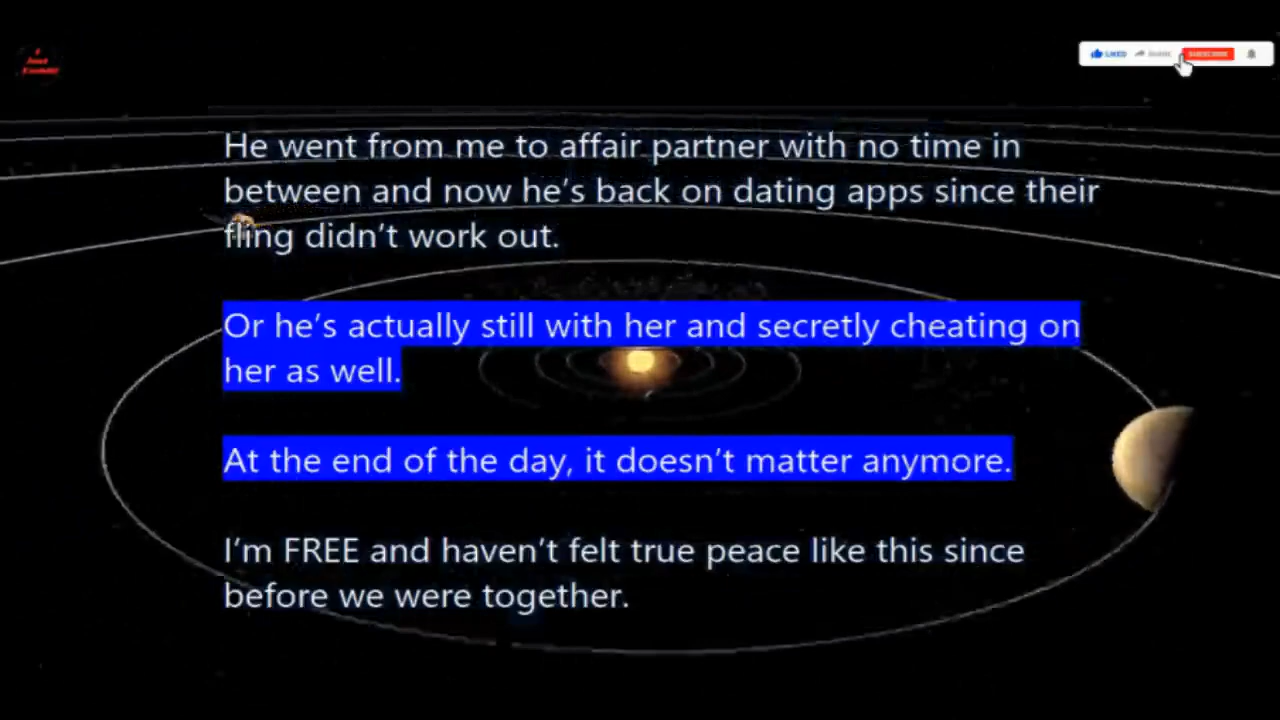 LIKED SHARE SUBSCRIBE
He went from me to affair partner with no time in
between and now he’s back on dating apps since their
fling didn’t work out.
Or he’s actually still with her and secretly cheating on
her as well.
At the end of the day, it doesn’t matter anymore.
I’m FREE and haven’t felt true peace like this since
before we were together.